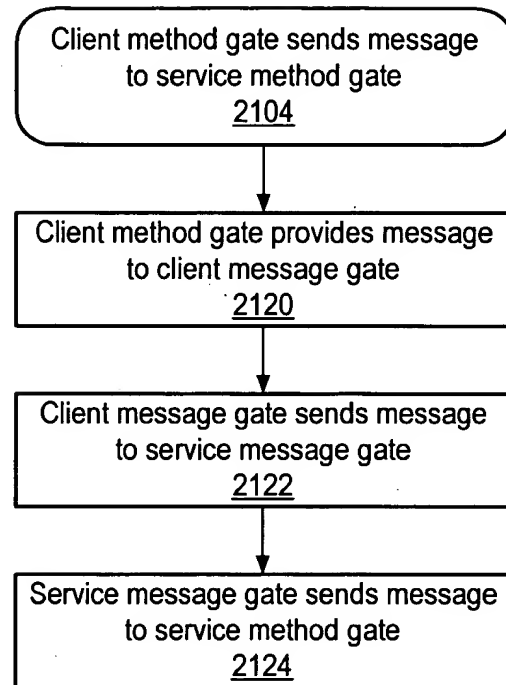 Client method gate sends message
to service method gate
2104
Client method gate provides message
to client message gate
2120
Client message gate sends message
to service message gate
2122
Service message gate sends message
to service method gate
2124